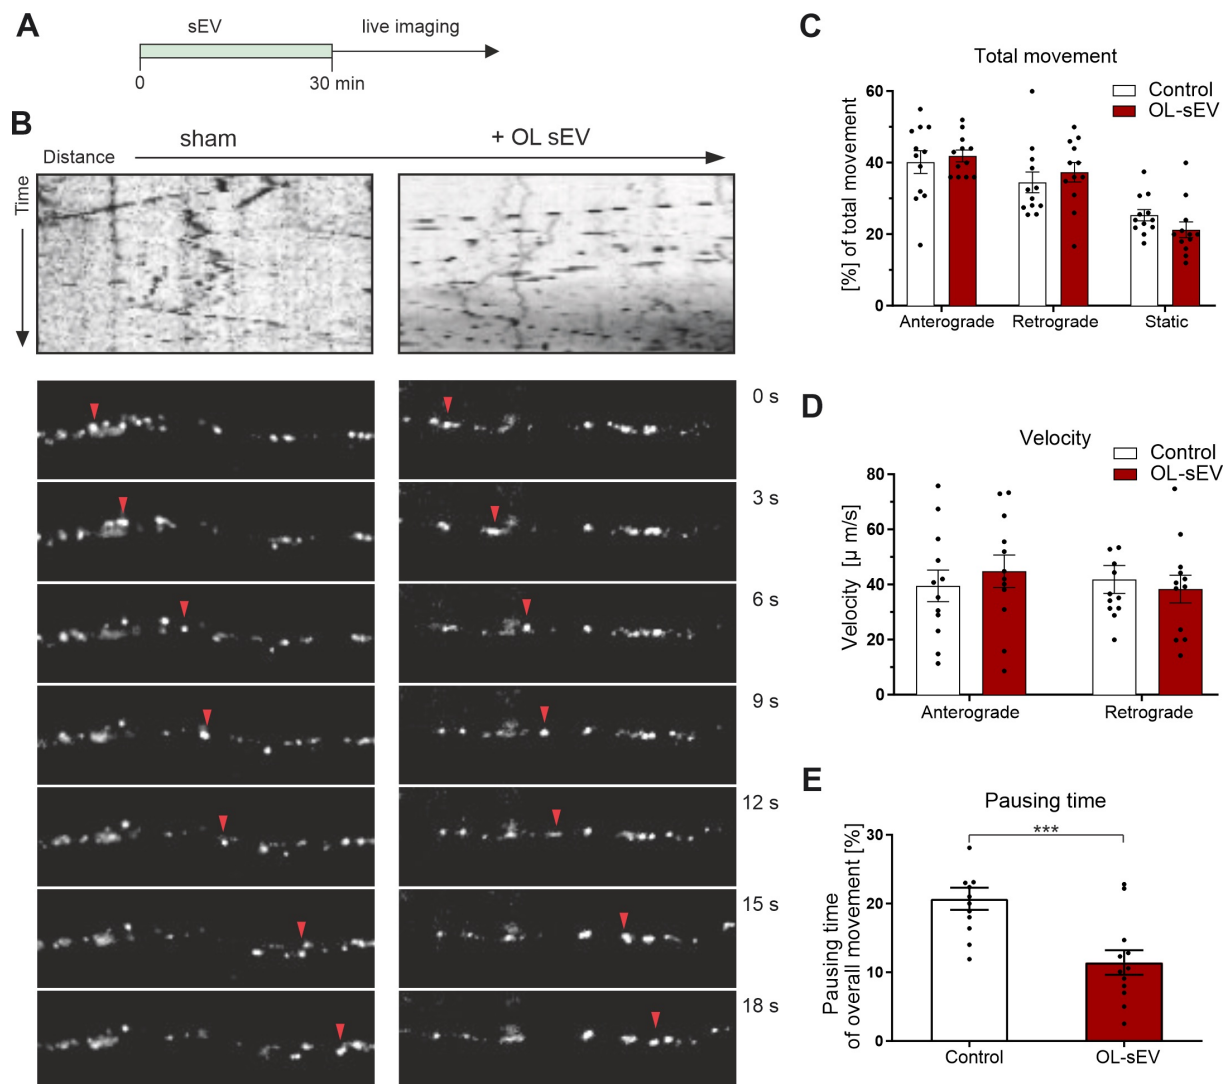 A
sEV
live imaging
0
30 min
B
sham
+ OL sEV
Distance
Time
0 s
3 s
6 s
9 s
12 s
15 s
18 s
C
Total movement
Control
OL-sEV
[%] of total movement
60
40
20
0
Anterograde
Retrograde
Static
D
Velocity
Control
OL-sEV
Velocity [µ m/s]
80
60
40
20
0
Anterograde
Retrograde
E
Pausing time
***
Pausing time
of overall movement [%]
30
20
10
0
Control
OL-sEV